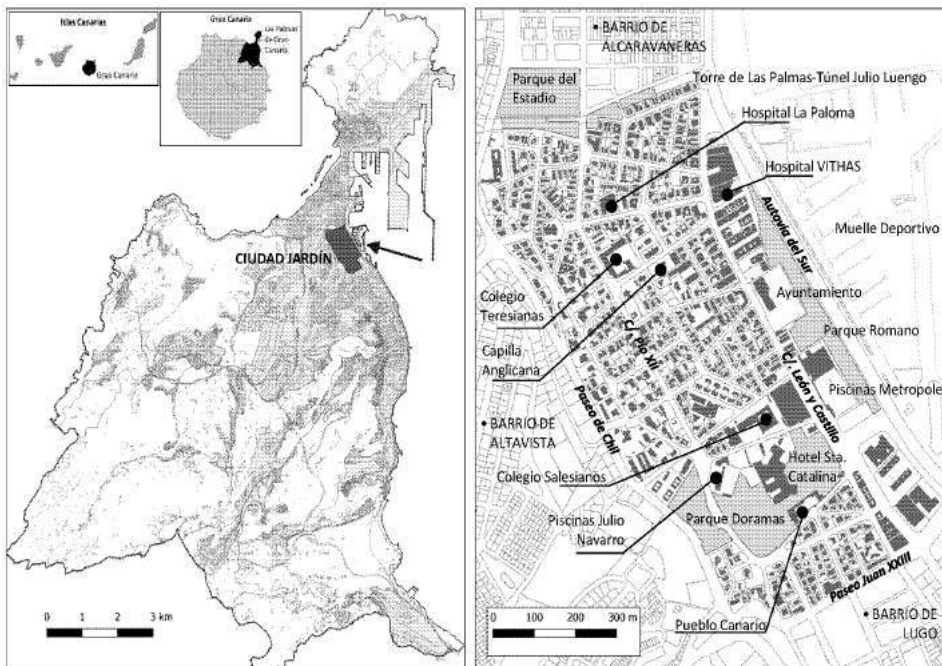 Islas Canarias
Gran Canaria
Gran Canaria
Las Palmas
de Gran
Canaria
CIUDAD JARDÍN
0 1 2 3 km
• BARRIO DE
ALCARAVANERAS
Parque del
Estadio
Torre de Las Palmas-Túnel Julio Luengo
Hospital La Paloma
Hospital VITHAS
Autovía del Sur
Muelle Deportivo
Colegio
Teresianas
Ayuntamiento
Capilla
Anglicana
C/ Pío XII
Parque Romano
C/ León y Castillo
Paseo de Chil
Piscinas Metropole
• BARRIO DE
ALTAVISTA
Colegio Salesianos
Hotel Sta.
Catalina
Piscinas Julio
Navarro
Parque Doramas
Paseo Juan XXIII
0 100 200 300 m
Pueblo Canario
• BARRIO DE
LUGO